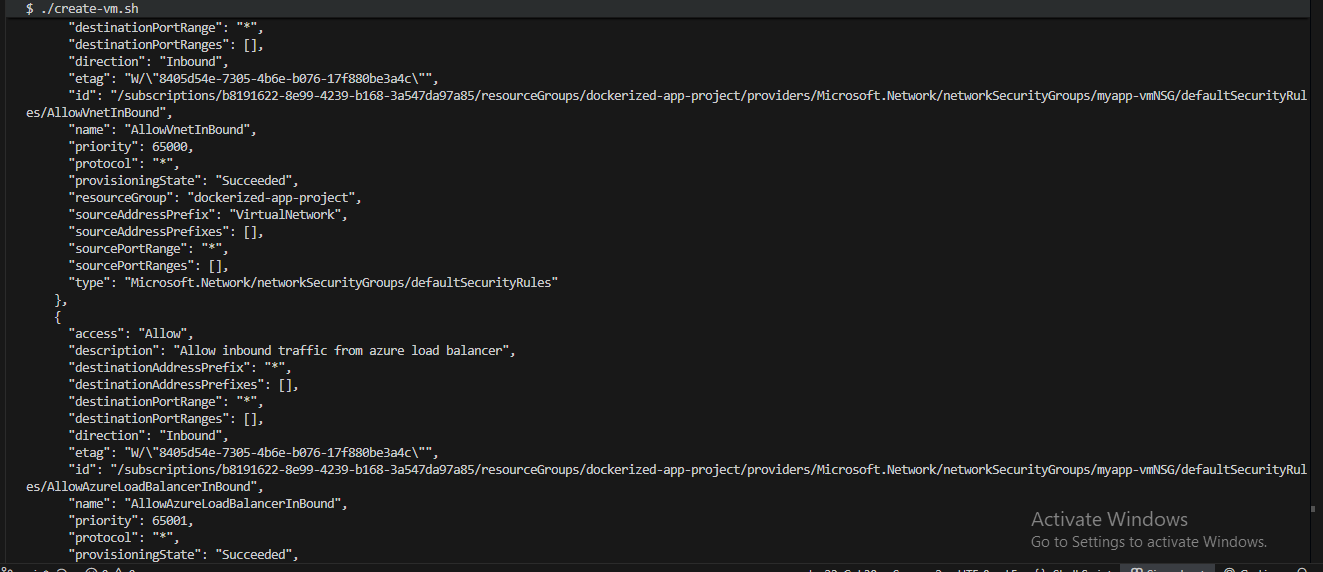 $ ./create-vm.sh
"destinationPortRange": "*",
"destinationPortRanges": [],
"direction": "Inbound",
"etag": "W/\"8405d54e-7305-4b6e-b076-17f880be3a4c\"",
"id": "/subscriptions/b8191622-8e99-4239-b168-3a547da97a85/resourceGroups/dockerized-app-project/providers/Microsoft.Network/networkSecurityGroups/myapp-vmNSG/defaultSecurityRul
es/AllowVnetInBound",
"name": "AllowVnetInBound",
"priority": 65000,
"protocol": "*",
"provisioningState": "Succeeded",
"resourceGroup": "dockerized-app-project",
"sourceAddressPrefix": "VirtualNetwork",
"sourceAddressPrefixes": [],
"sourcePortRange": "*",
"sourcePortRanges": [],
"type": "Microsoft.Network/networkSecurityGroups/defaultSecurityRules"
},
{
"access": "Allow",
"description": "Allow inbound traffic from azure load balancer",
"destinationAddressPrefix": "*",
"destinationAddressPrefixes": [],
"destinationPortRange": "*",
"destinationPortRanges": [],
"direction": "Inbound",
"etag": "W/\"8405d54e-7305-4b6e-b076-17f880be3a4c\"",
"id": "/subscriptions/b8191622-8e99-4239-b168-3a547da97a85/resourceGroups/dockerized-app-project/providers/Microsoft.Network/networkSecurityGroups/myapp-vmNSG/defaultSecurityRul
es/AllowAzureLoadBalancerInBound",
"name": "AllowAzureLoadBalancerInBound",
"priority": 65001,
"protocol": "*",
"provisioningState": "Succeeded",
Activate Windows
Go to Settings to activate Windows.